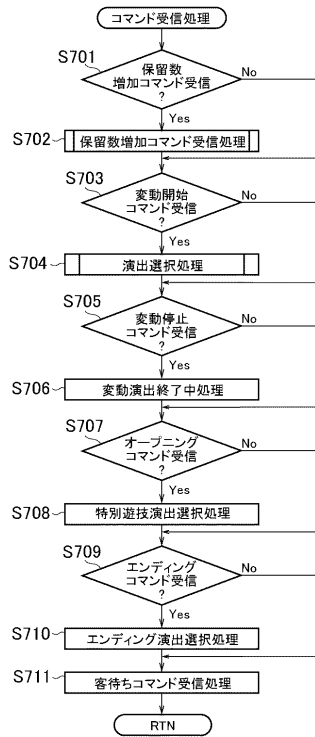 コマンド受信処理
S701
保留数
増加コマンド受信
?
No
Yes
S702
保留数増加コマンド受信処理
S703
変動開始
コマンド受信
?
No
Yes
S704
演出選択処理
S705
変動停止
コマンド受信
?
No
Yes
S706
変動演出終了中処理
S707
オープニング
コマンド受信
?
No
Yes
S708
特別遊技演出選択処理
S709
エンディング
コマンド受信
?
No
Yes
S710
エンディング演出選択処理
S711
客待ちコマンド受信処理
RTN